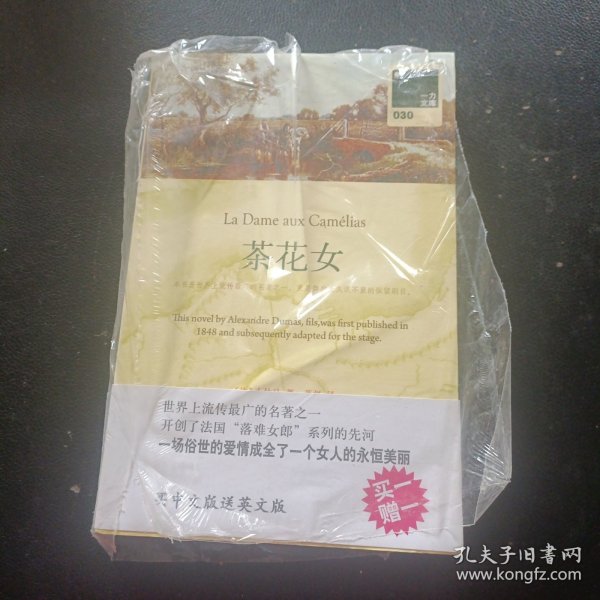 一力
文库
030
La Dame aux Camélias
茶花女
This novel by Alexandre Dumas, fils,was first published in
1848 and subsequently adapted for the stage.
世界上流传最广的名著之一
开创了法国“落难女郎”系列的先河
一场俗世的爱情成全了一个女人的永恒美丽
买中文版送英文版
买一
赠一
孔夫子旧书网
www.kongfz.com